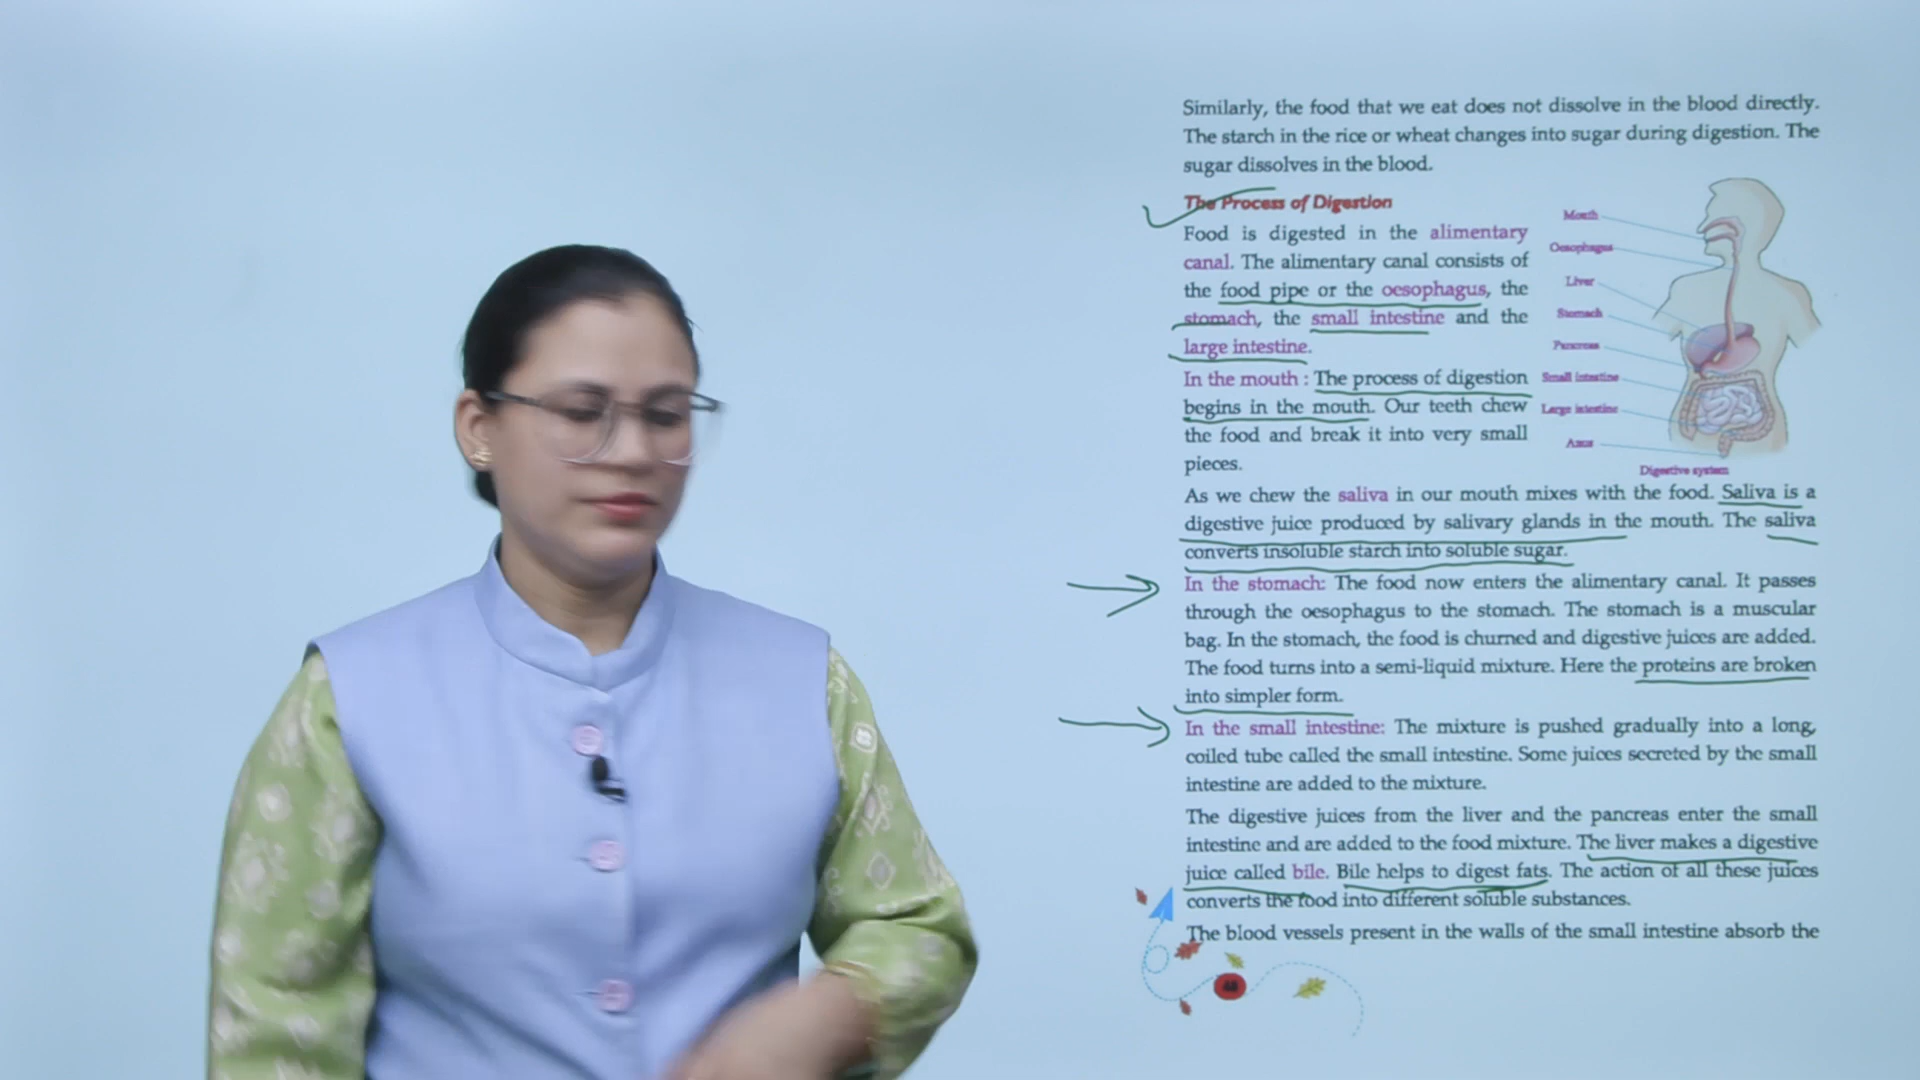 Similarly, the food that we eat does not dissolve in the blood directly.
The starch in the rice or wheat changes into sugar during digestion. The
sugar dissolves in the blood.
The Process of Digestion
Food is digested in the alimentary
canal. The alimentary canal consists of
the food pipe or the oesophagus, the
stomach, the small intestine and the
large intestine.
In the mouth : The process of digestion
begins in the mouth. Our teeth chew
the food and break it into very small
pieces.
Mouth
Oesophagus
Liver
Stomach
Pancreas
Small intestine
Large intestine
Anus
Digestive system
As we chew the saliva in our mouth mixes with the food. Saliva is a
digestive juice produced by salivary glands in the mouth. The saliva
converts insoluble starch into soluble sugar.
In the stomach: The food now enters the alimentary canal. It passes
through the oesophagus to the stomach. The stomach is a muscular
bag. In the stomach, the food is churned and digestive juices are added.
The food turns into a semi-liquid mixture. Here the proteins are broken
into simpler form.
In the small intestine: The mixture is pushed gradually into a long,
coiled tube called the small intestine. Some juices secreted by the small
intestine are added to the mixture.
The digestive juices from the liver and the pancreas enter the small
intestine and are added to the food mixture. The liver makes a digestive
juice called bile. Bile helps to digest fats. The action of all these juices
converts the food into different soluble substances.
The blood vessels present in the walls of the small intestine absorb the